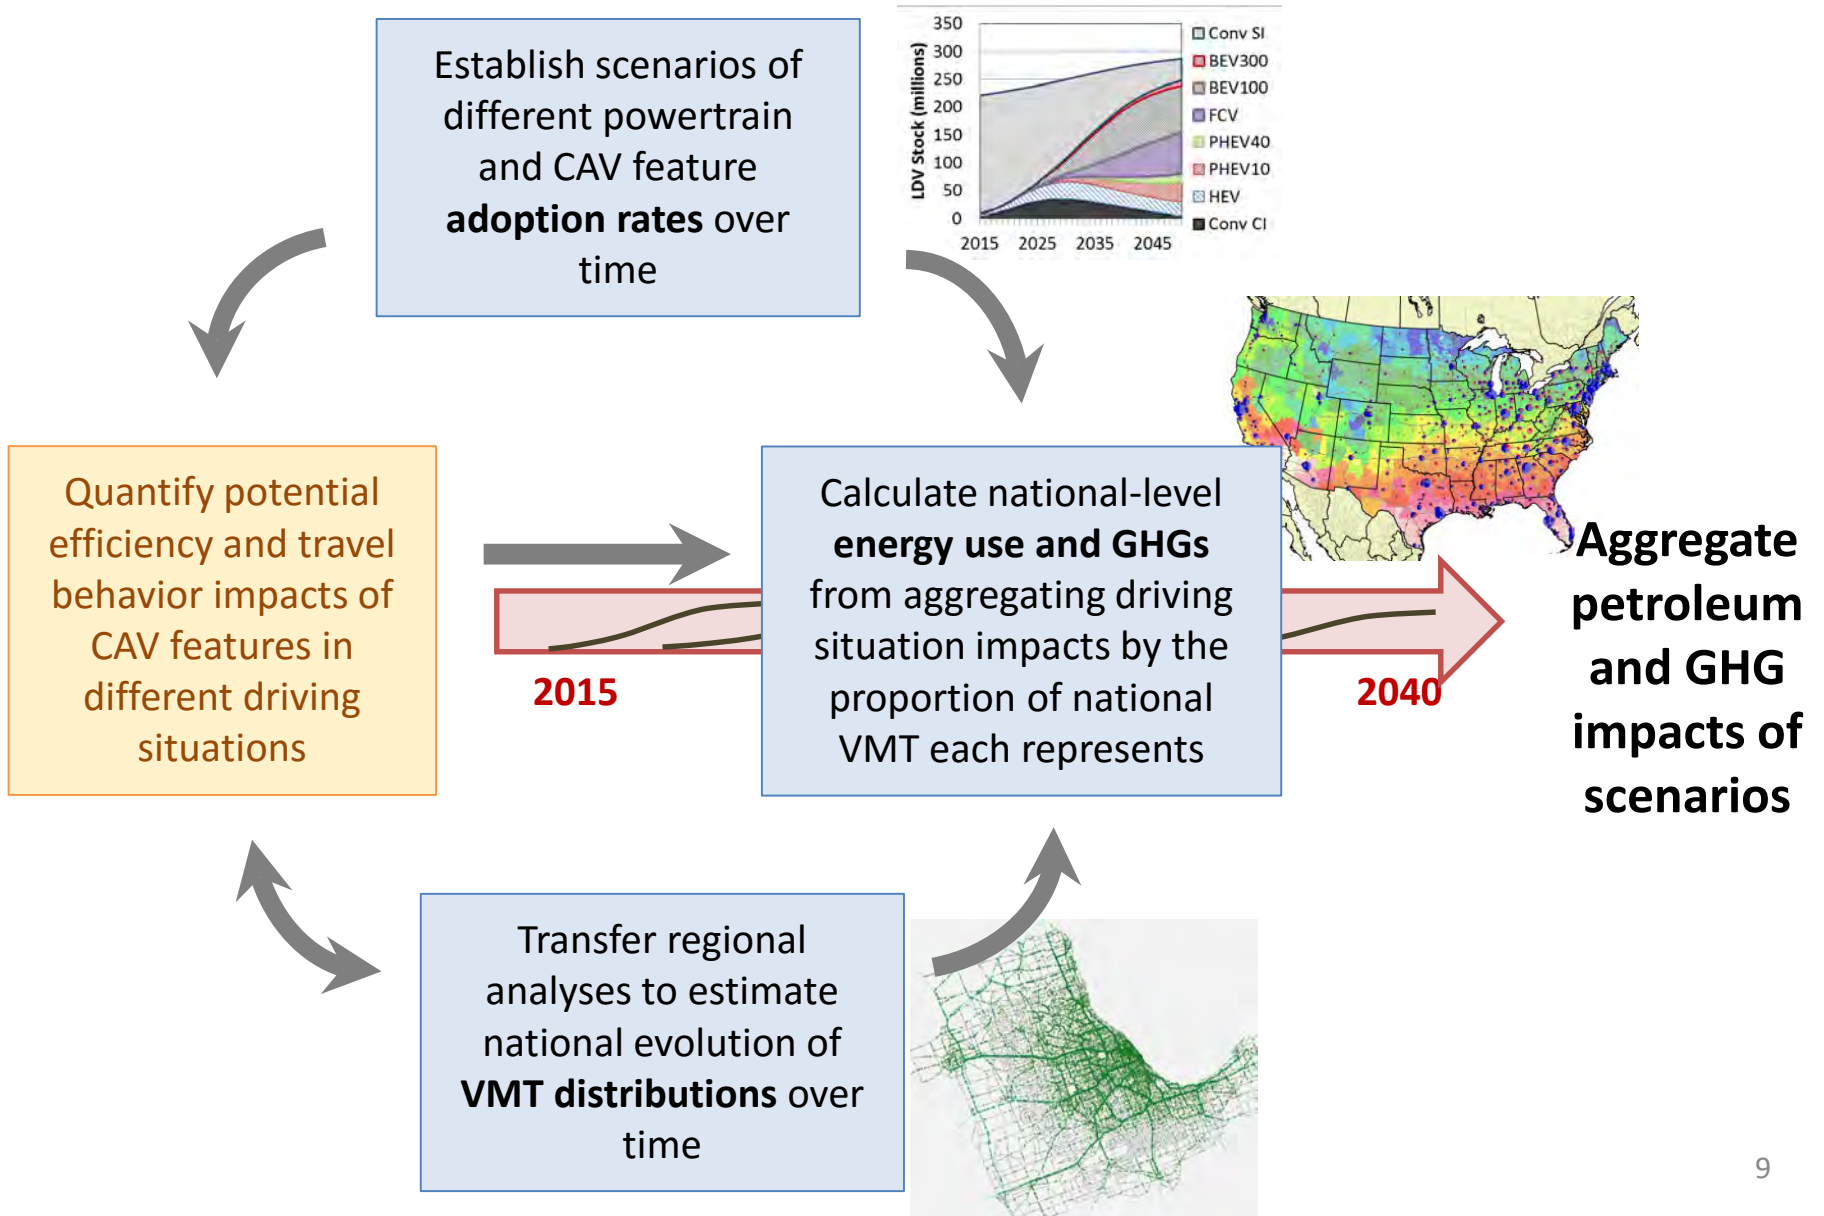 Establish scenarios of
different powertrain
and CAV feature
adoption rates over
time
LDV Stock (millions)
350
300
250
200
150
100
50
0
2015 2025 2035 2045
Conv SI
BEV300
BEV100
FCV
PHEV40
PHEV10
HEV
Conv CI
Quantify potential
efficiency and travel
behavior impacts of
CAV features in
different driving
situations
2015
Calculate national-level
energy use and GHGs
from aggregating driving
situation impacts by the
proportion of national
VMT each represents
2040
Aggregate
petroleum
and GHG
impacts of
scenarios
Transfer regional
analyses to estimate
national evolution of
VMT distributions over
time
9